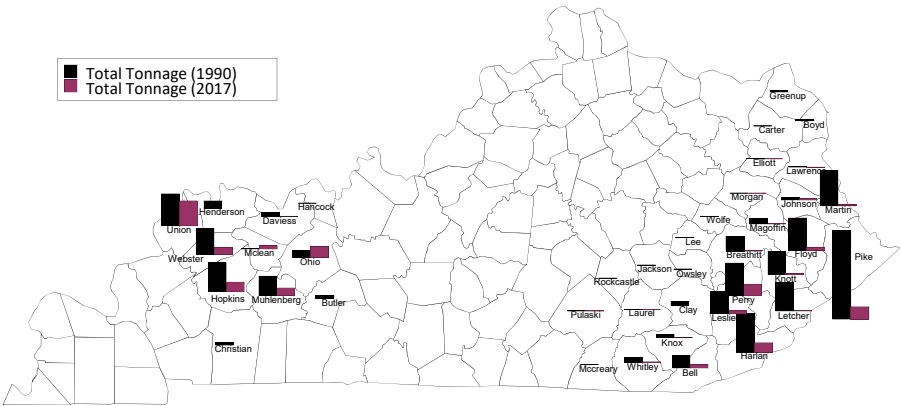 Total Tonnage (1990)
Total Tonnage (2017)
Greenup
Carter
Boyd
Elliott
Lawrence
Morgan
Johnson
Martin
Hancock
Henderson
Daviess
Union
Wolfe
Magoffin
Webster
Mclean
Ohio
Lee
Breathitt
Floyd
Pike
Jackson
Owsley
Knott
Rockcastle
Hopkins
Muhlenberg
Butler
Perry
Clay
Pulaski
Laurel
Leslie
Letcher
Christian
Knox
Harlan
Mccreary
Whitley
Bell